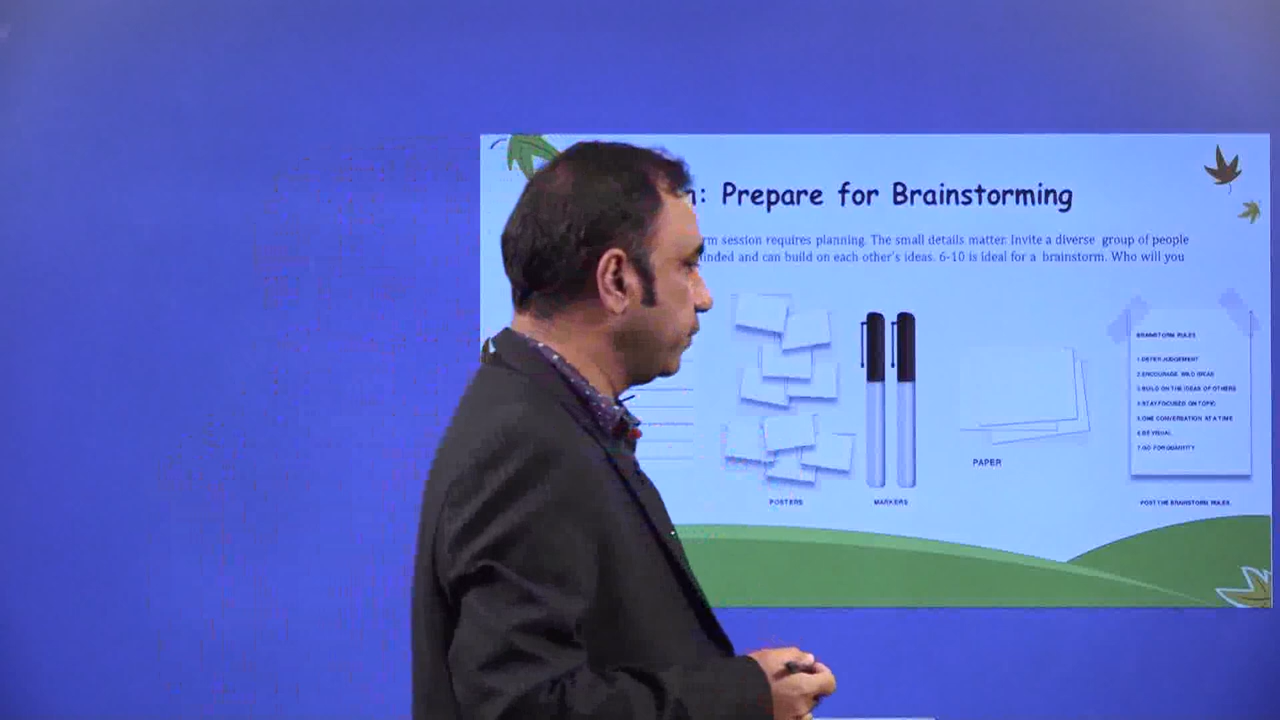 : Prepare for Brainstorming
session requires planning. The small details matter. Invite a diverse group of people
and can build on each other's ideas. 6-10 is ideal for a brainstorm. Who will you
BRAINSTORM RULES
1.DEFER JUDGEMENT
2.ENCOURAGE WILD IDEAS
3.BUILD ON THE IDEAS OF OTHERS
4.STAY FOCUSED ON TOPIC
5.ONE CONVERSATION AT A TIME
6.BE VISUAL
7.GO FOR QUANTITY
PAPER
POSTERS
MARKERS
POST THE BRAINSTORM RULES.